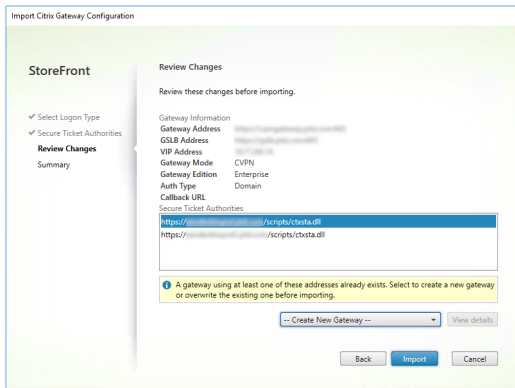 Import Citrix Gateway Configuration
StoreFront
Select Logon Type
Secure Ticket Authorities
Review Changes
Summary
Review Changes
Review these changes before importing.
Gateway Information
Gateway Address
GSLB Address
VIP Address
Gateway Mode CVPN
Gateway Edition Enterprise
Auth Type Domain
Callback URL
Secure Ticket Authorities
https:// /scripts/ctxsta.dll
https:// /scripts/ctxsta.dll
A gateway using at least one of these addresses already exists. Select to create a new gateway
or overwrite the existing one before importing.
-- Create New Gateway -- View details
Back Import Cancel